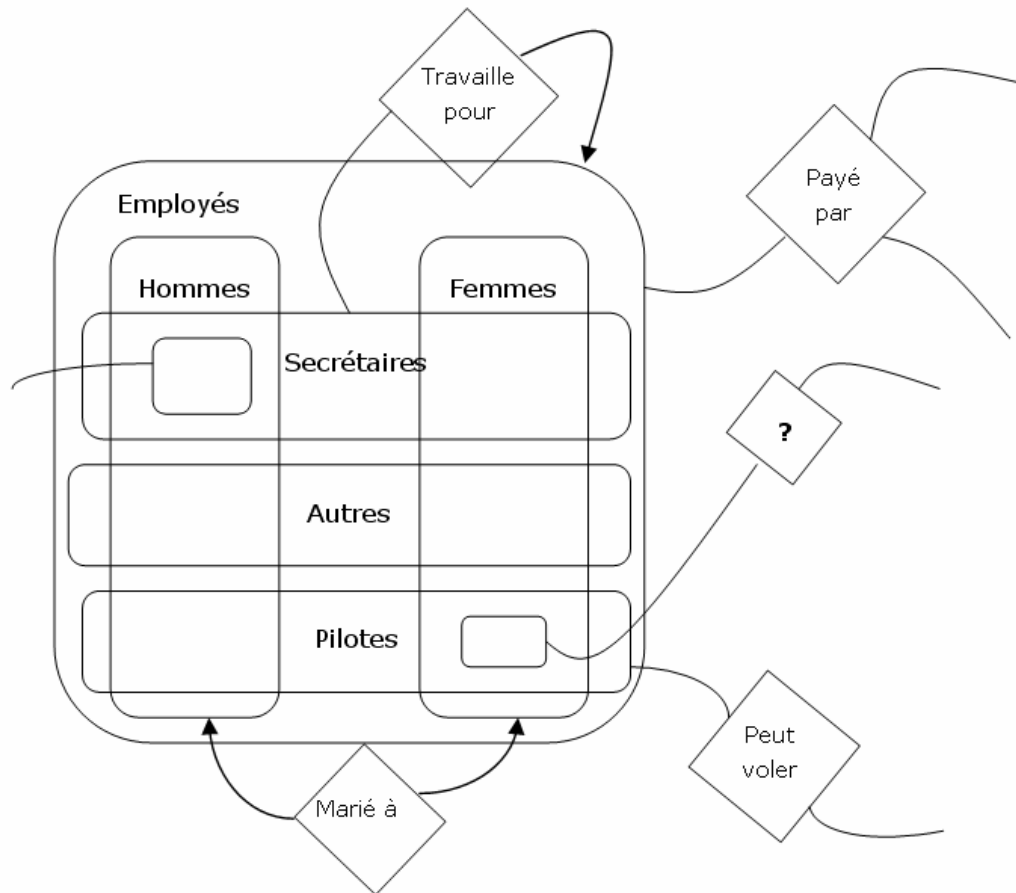 Travaille
pour
Payé
par
Employés
Hommes
Femmes
Secrétaires
?
Autres
Pilotes
Peut
voler
Marié à